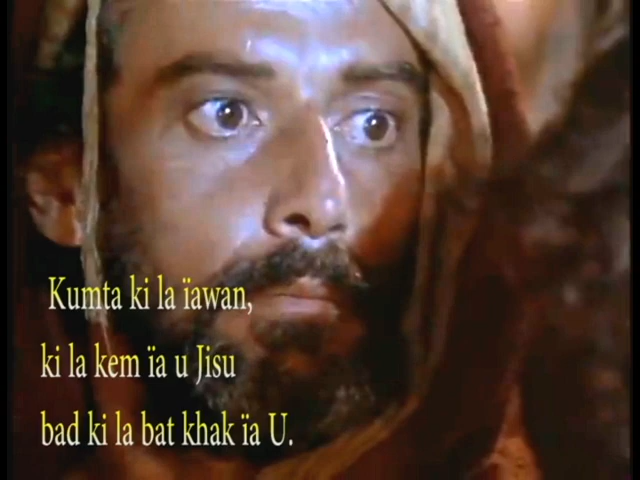 Kumta ki la ïawan,
ki la kem ïa u Jisu
bad ki la bat khak ïa U.